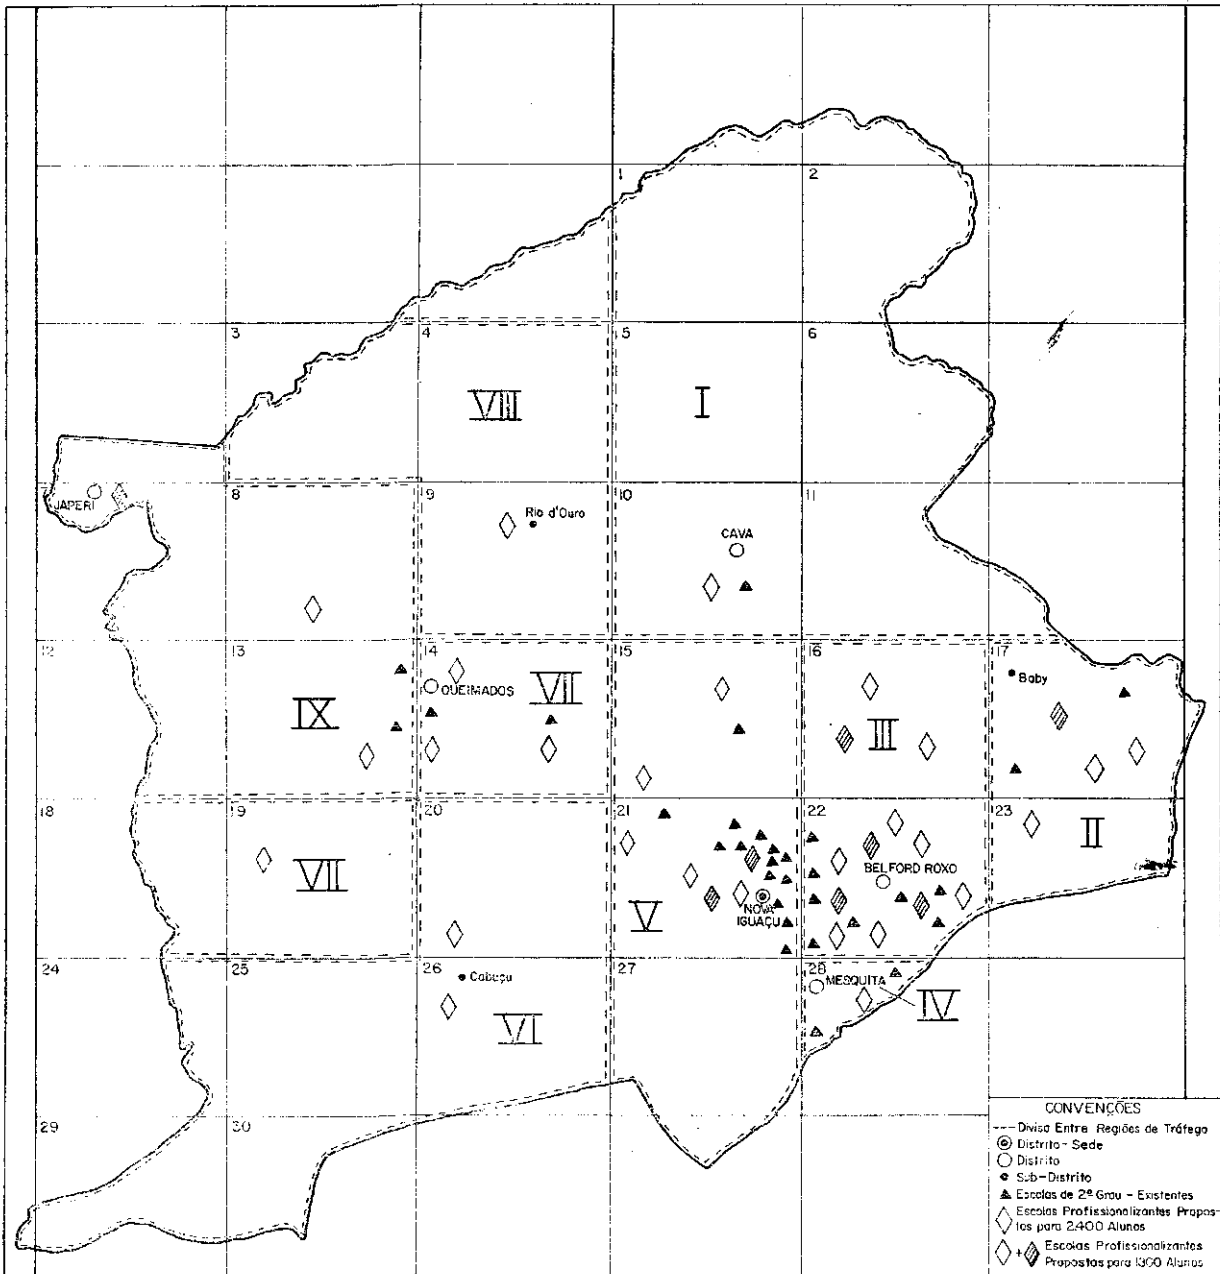 1 2
3 4 5 6
VIII I
JAPERI
8 9 10 11
Rio d'Ouro
CAVA
12 13 14 15 16 17
Baby
QUEIMADOS
VII
IX
III
18 19 20 21 22 23
II
BELFORD ROXO
VII
V
NOVA
IGUAÇU
24 25 26 27 28
Cabuçu
MESQUITA
IV
VI
29 30
CONVENÇÕES
Divisa Entre Regiões de Tráfego
Distrito - Sede
Distrito
Sub-Distrito
Escolas de 2º Grau - Existentes
Escolas Profissionalizantes Propos-
tas para 2.400 Alunos
+ Escolas Profissionalizantes
Propostas para 1300 Alunos